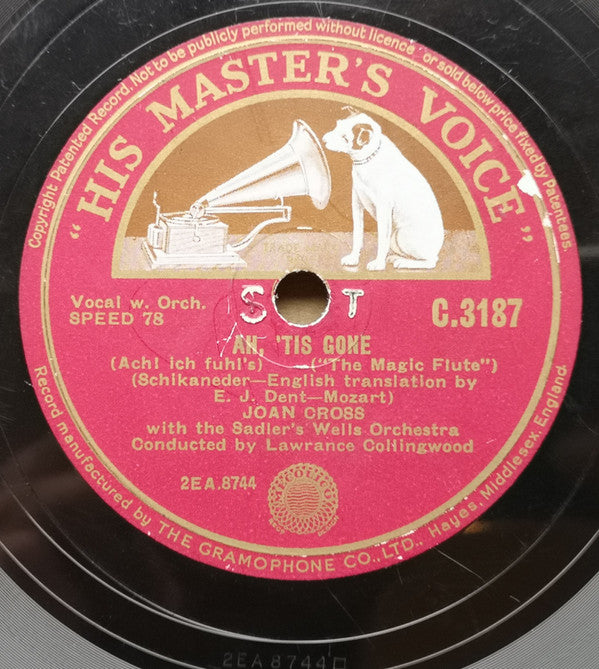 Copyright Patented Record. Not to be publicly performed without licence or sold below price fixed by Patentees.
"HIS MASTER'S VOICE"
TRADE
Vocal w. Orch.
SPEED 78
S T
C.3187
AH, 'TIS GONE
(Ach! ich fuhl's) ("The Magic Flute")
(Schikaneder—English translation by
E. J. Dent—Mozart)
JOAN CROSS
with the Sadler's Wells Orchestra
Conducted by Lawrance Collingwood
2EA.8744
Record manufactured by THE GRAMOPHONE CO., LTD., Hayes, Middlesex, England.
2EA8744